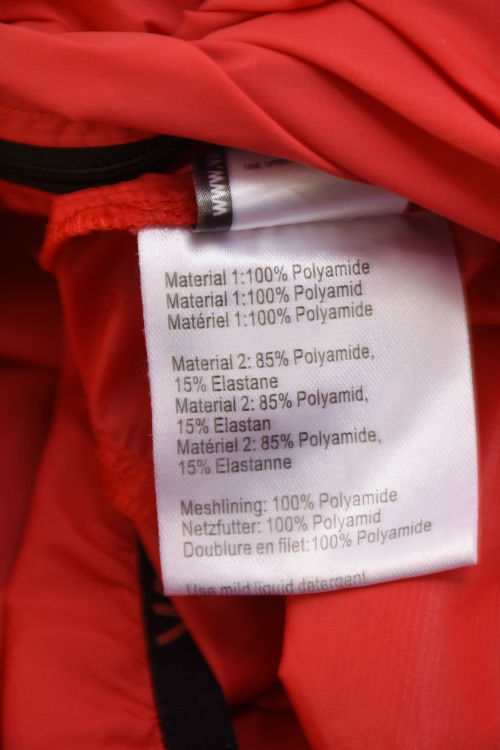 WWW
THE
Material 1:100% Polyamide
Material 1:100% Polyamid
Matériel 1:100% Polyamide
Material 2: 85% Polyamide,
15% Elastane
Material 2: 85% Polyamid,
15% Elastan
Matériel 2: 85% Polyamide,
15% Elastanne
Meshlining: 100% Polyamide
Netzfutter: 100% Polyamid
Doublure en filet:100% Polyamide
Use mild liquid detergent